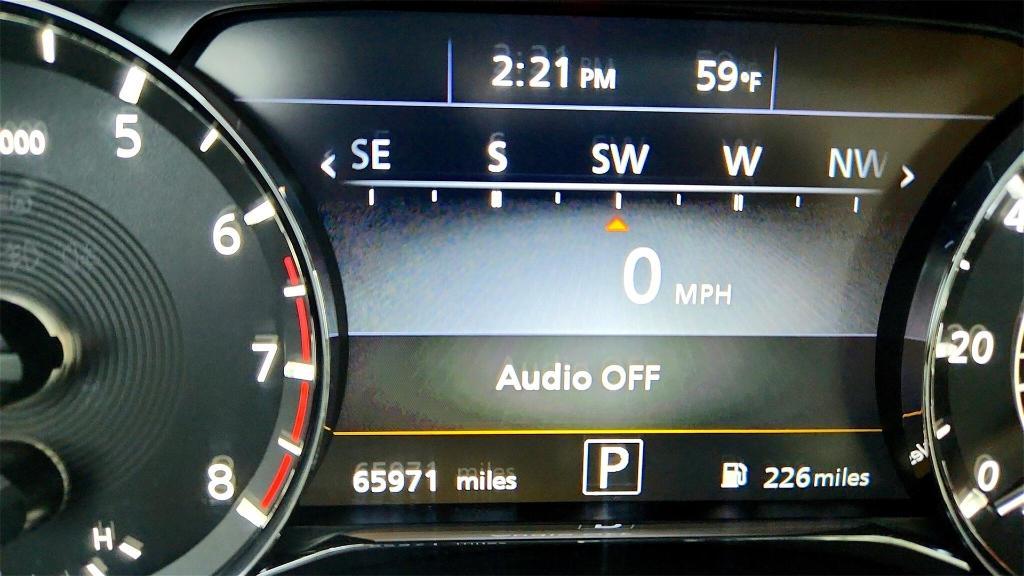 2:21 PM 59°F
< SE S SW W NW >
0 MPH
Audio OFF
65971 miles P 226 miles
000
5
6
7
8
H
20
0